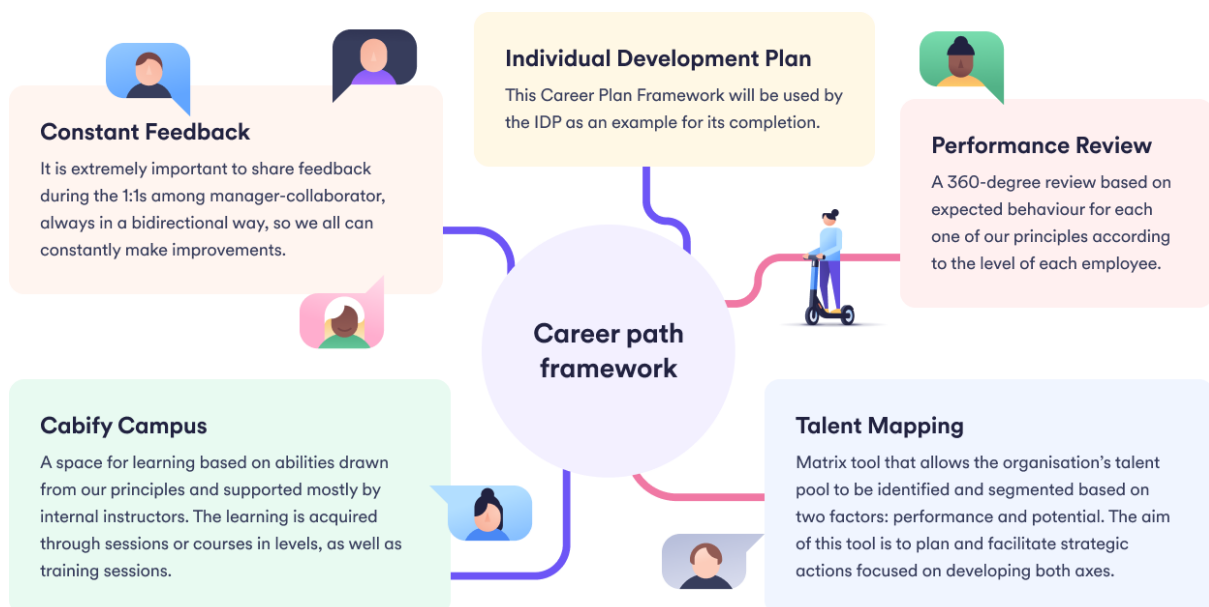 Individual Development Plan
This Career Plan Framework will be used by
the IDP as an example for its completion.
Constant Feedback
It is extremely important to share feedback
during the 1:1s among manager-collaborator,
always in a bidirectional way, so we all can
constantly make improvements.
Performance Review
A 360-degree review based on
expected behaviour for each
one of our principles according
to the level of each employee.
Career path
framework
Cabify Campus
A space for learning based on abilities drawn
from our principles and supported mostly by
internal instructors. The learning is acquired
through sessions or courses in levels, as well as
training sessions.
Talent Mapping
Matrix tool that allows the organisation’s talent
pool to be identified and segmented based on
two factors: performance and potential. The aim
of this tool is to plan and facilitate strategic
actions focused on developing both axes.